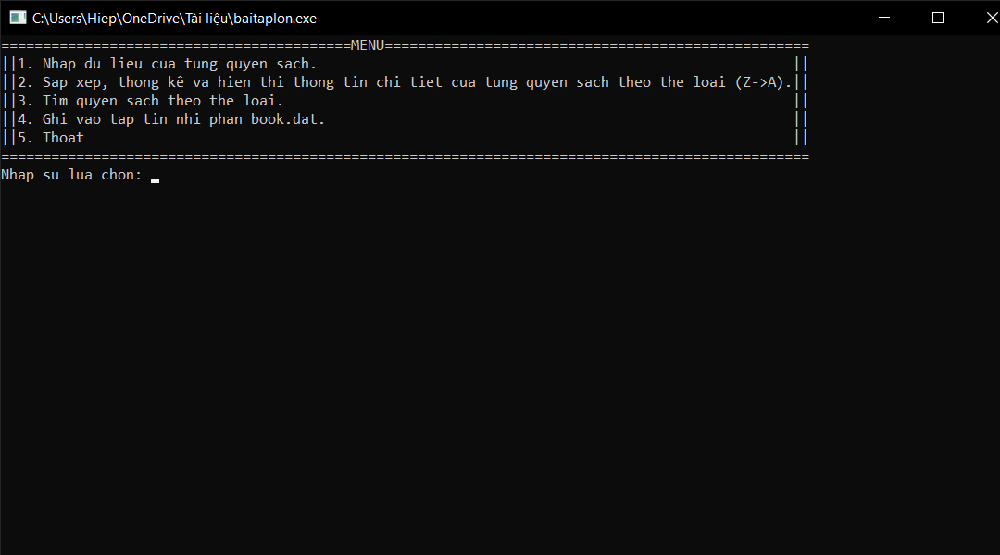 C:\Users\Hiep\OneDrive\Tài liệu\baitaplon.exe
==========================================MENU===================================================
||1. Nhap du lieu cua tung quyen sach.                                                         ||
||2. Sap xep, thong kê va hien thi thong tin chi tiet cua tung quyen sach theo the loai (Z->A).||
||3. Tim quyen sach theo the loai.                                                             ||
||4. Ghi vao tap tin nhi phan book.dat.                                                        ||
||5. Thoat                                                                                     ||
=================================================================================================
Nhap su lua chon: